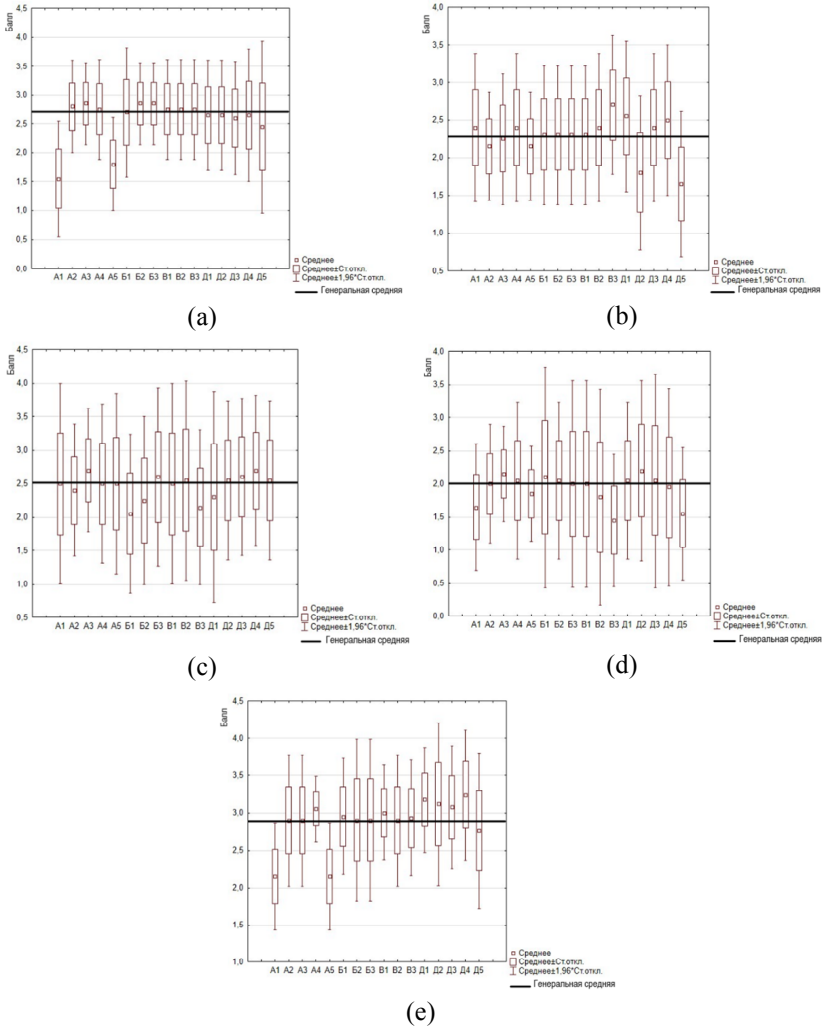 Балл
4,5
4,0
3,5
3,0
2,5
2,0
1,5
1,0
0,5
0,0
А1 А2 А3 А4 А5 Б1 Б2 Б3 В1 В2 В3 Д1 Д2 Д3 Д4 Д5
Среднее
Среднее±Ст.откл.
Среднее±1,96*Ст.откл.
Генеральная средняя
(a)
Балл
4,0
3,5
3,0
2,5
2,0
1,5
1,0
0,5
А1 А2 А3 А4 А5 Б1 Б2 Б3 В1 В2 В3 Д1 Д2 Д3 Д4 Д5
Среднее
Среднее±Ст.откл.
Среднее±1,96*Ст.откл.
Генеральная средняя
(b)
Балл
4,5
4,0
3,5
3,0
2,5
2,0
1,5
1,0
0,5
А1 А2 А3 А4 А5 Б1 Б2 Б3 В1 В2 В3 Д1 Д2 Д3 Д4 Д5
Среднее
Среднее±Ст.откл.
Среднее±1,96*Ст.откл.
Генеральная средняя
(c)
Балл
4,0
3,5
3,0
2,5
2,0
1,5
1,0
0,5
0,0
А1 А2 А3 А4 А5 Б1 Б2 Б3 В1 В2 В3 Д1 Д2 Д3 Д4 Д5
Среднее
Среднее±Ст.откл.
Среднее±1,96*Ст.откл.
Генеральная средняя
(d)
Балл
4,5
4,0
3,5
3,0
2,5
2,0
1,5
1,0
А1 А2 А3 А4 А5 Б1 Б2 Б3 В1 В2 В3 Д1 Д2 Д3 Д4 Д5
Среднее
Среднее±Ст.откл.
Среднее±1,96*Ст.откл.
Генеральная средняя
(e)